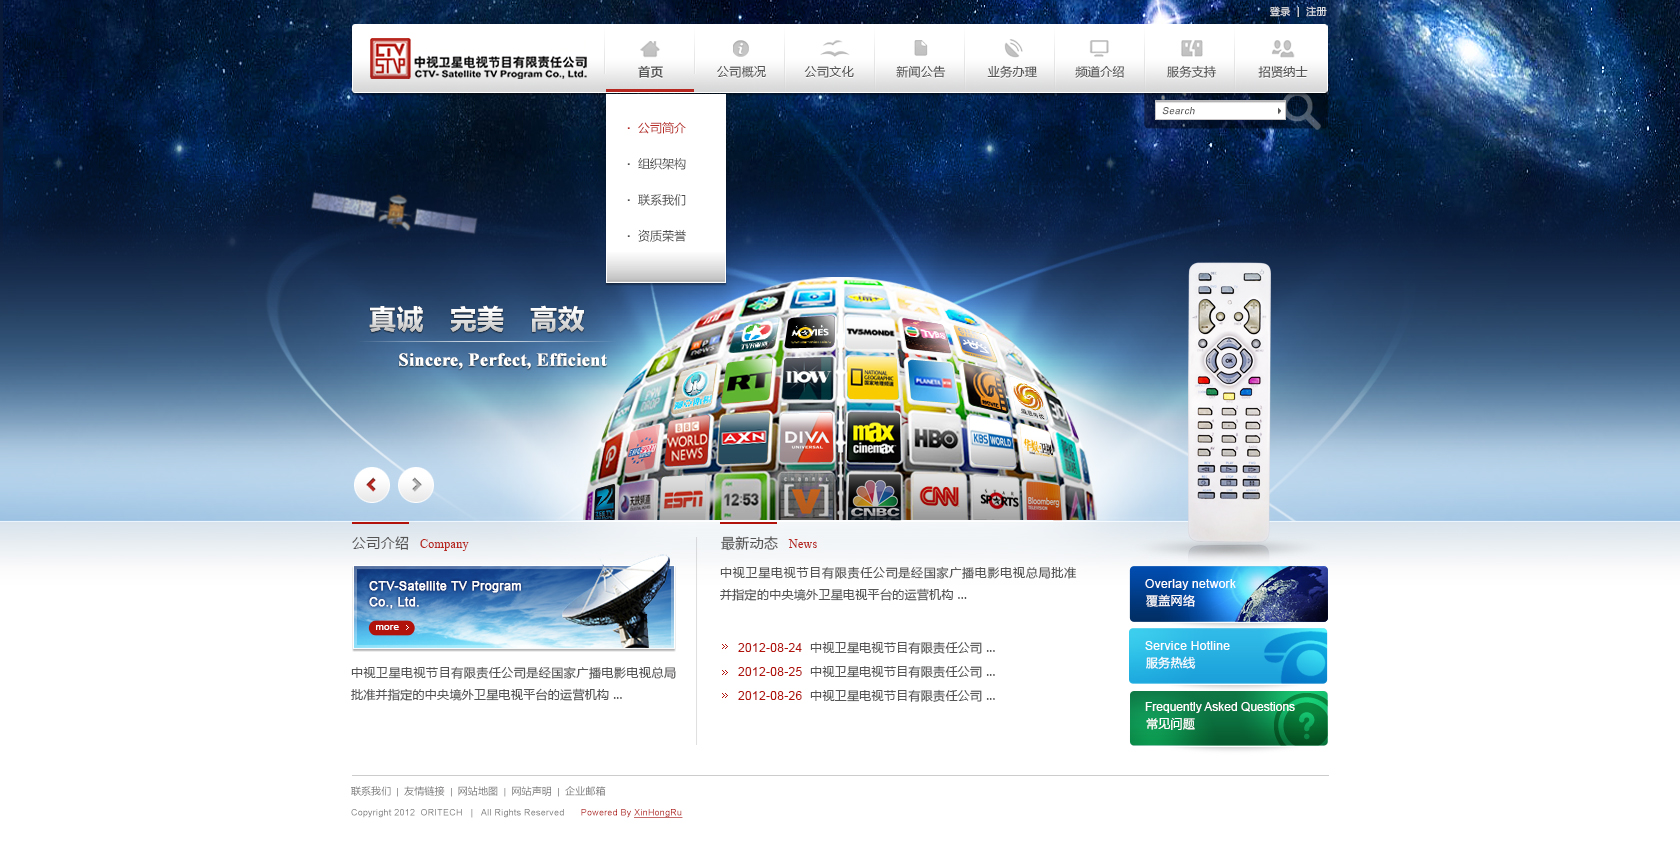 登录 | 注册
CTV
STVP
中视卫星电视节目有限责任公司
CTV- Satellite TV Program Co., Ltd.
首页
公司概况
公司文化
新闻公告
业务办理
频道介绍
服务支持
招贤纳士
Search
· 公司简介
· 组织架构
· 联系我们
· 资质荣誉
真诚 完美 高效
Sincere, Perfect, Efficient
MOVIES
TV5MONDE
TVB
RT
now
NATIONAL GEOGRAPHIC
国家地理频道
PLANETE
MOVIES
BBC
WORLD
NEWS
AXN
DIVA
UNIVERSAL
max
cinemax
HBO
KBS WORLD
ESPN
12:53
CHANNEL
V
CNBC
CNN
SPORTS
Bloomberg
TELEVISION
OK
公司介绍 Company
CTV-Satellite TV Program
Co., Ltd.
more
中视卫星电视节目有限责任公司是经国家广播电影电视总局
批准并指定的中央境外卫星电视平台的运营机构 ...
最新动态 News
中视卫星电视节目有限责任公司是经国家广播电影电视总局批准
并指定的中央境外卫星电视平台的运营机构 ...
» 2012-08-24 中视卫星电视节目有限责任公司 ...
» 2012-08-25 中视卫星电视节目有限责任公司 ...
» 2012-08-26 中视卫星电视节目有限责任公司 ...
Overlay network
覆盖网络
Service Hotline
服务热线
Frequently Asked Questions
常见问题
?
联系我们 | 友情链接 | 网站地图 | 网站声明 | 企业邮箱
Copyright 2012 ORITECH | All Rights Reserved Powered By XinHongRu